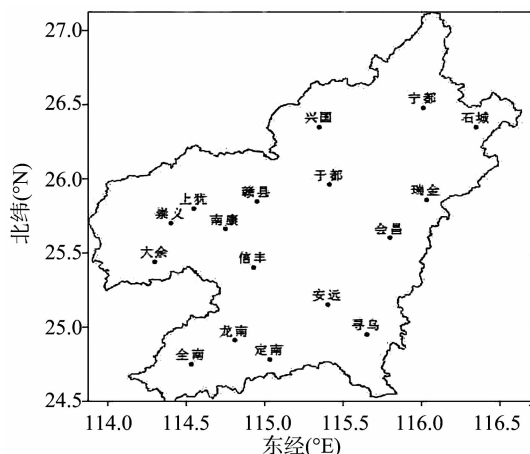 27.0
26.5
26.0
25.5
25.0
24.5
北纬(°N)
宁都
兴国
石城
于都
瑞金
上犹
赣县
崇义
南康
会昌
大余
信丰
安远
寻乌
龙南
定南
全南
114.0 114.5 115.0 115.5 116.0 116.5
东经(°E)